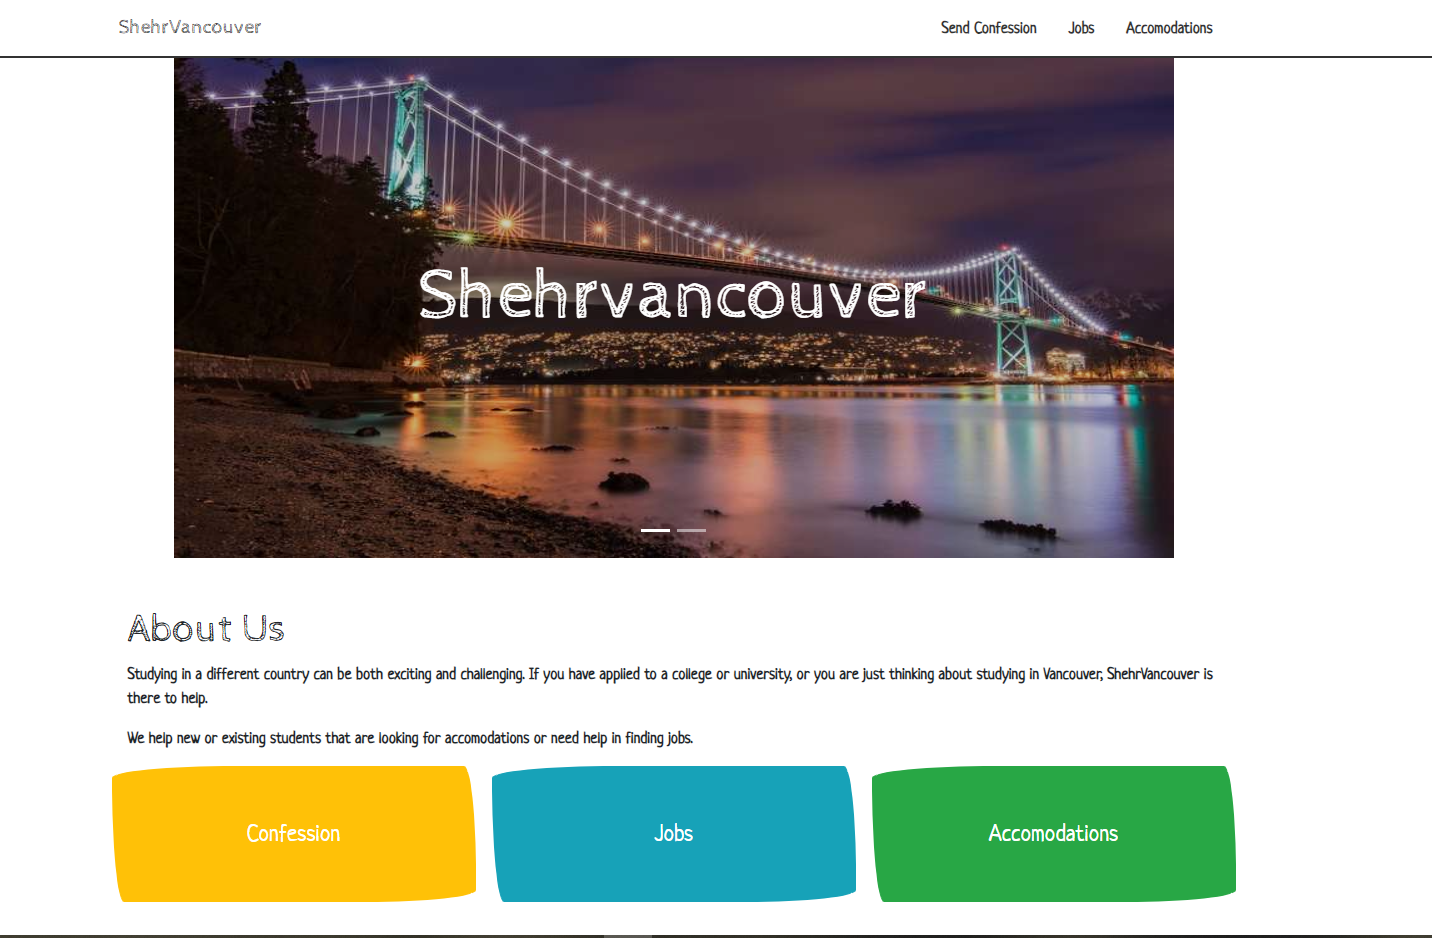 ShehrVancouver
Send Confession Jobs Accomodations
Shehrvancouver
About Us
Studying in a different country can be both exciting and challenging. If you have applied to a college or university, or you are just thinking about studying in Vancouver, ShehrVancouver is
there to help.
We help new or existing students that are looking for accomodations or need help in finding jobs.
Confession
Jobs
Accomodations